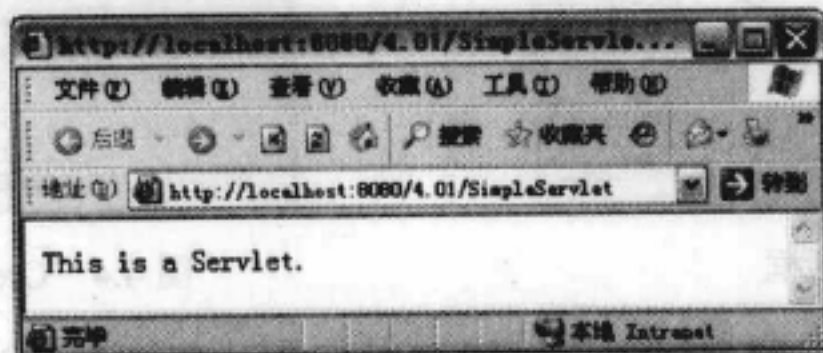 http://localhost:8080/4.01/SimpleServle...
文件(F) 编辑(E) 查看(V) 收藏(A) 工具(T) 帮助(H)
后退 搜索 收藏夹
地址(D) http://localhost:8080/4.01/SimpleServlet 转到
This is a Servlet.
完毕 本地 Intranet